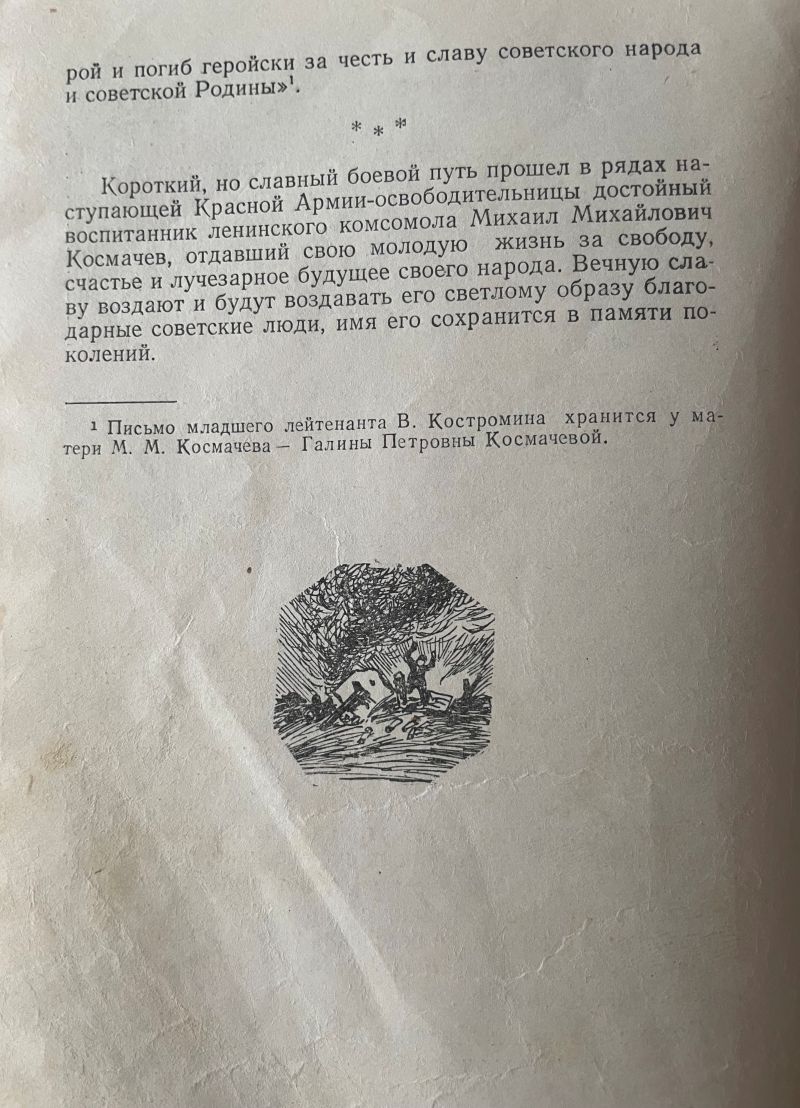 рой и погиб геройски за честь и славу советского народа
и советской Родины»¹.
* * *
Короткий, но славный боевой путь прошел в рядах на-
ступающей Красной Армии-освободительницы достойный
воспитанник ленинского комсомола Михаил Михайлович
Космачев, отдавший свою молодую жизнь за свободу,
счастье и лучезарное будущее своего народа. Вечную сла-
ву воздают и будут воздавать его светлому образу благо-
дарные советские люди, имя его сохранится в памяти по-
колений.
¹ Письмо младшего лейтенанта В. Костромина хранится у ма-
тери М. М. Космачева — Галины Петровны Космачевой.